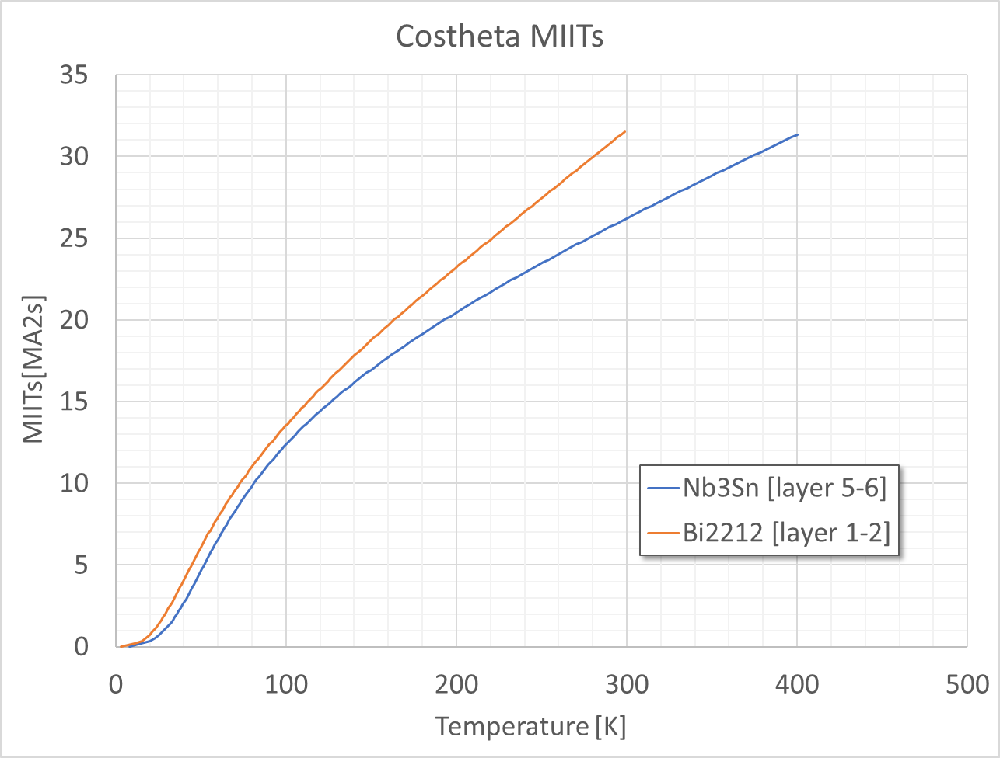 Costheta MIITs
35
30
25
20
15
10
5
0
MIITs[MA2s]
Nb3Sn [layer 5-6]
Bi2212 [layer 1-2]
0 100 200 300 400 500
Temperature [K]